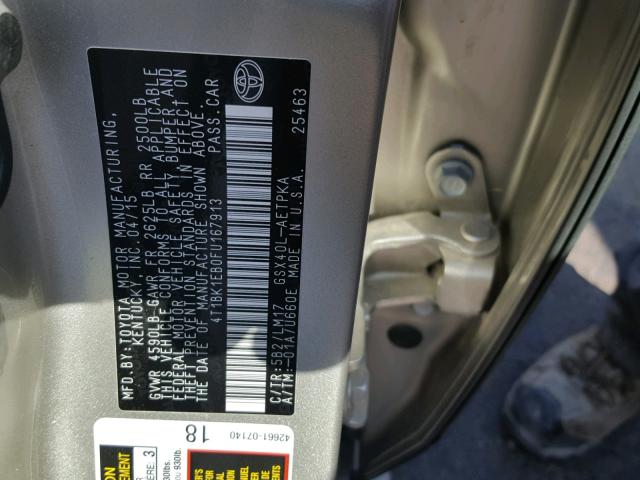 MFD. BY: TOYOTA MOTOR MANUFACTURING,
KENTUCKY, INC. 04/15
GVWR 4590LB GAWR FR 2625LB RR 2500LB
THIS VEHICLE CONFORMS TO ALL APPLICABLE
FEDERAL MOTOR VEHICLE SAFETY, BUMPER, AND
THEFT PREVENTION STANDARDS IN EFFECT ON
THE DATE OF MANUFACTURE SHOWN ABOVE.
4T1BK1EB0FU167913 PASS. CAR
C/TR: 5B2/LM17 GSX40L-AETPKA
A/TM: -01A/U660E MADE IN U.S.A. 25463
42661-07140
18
3